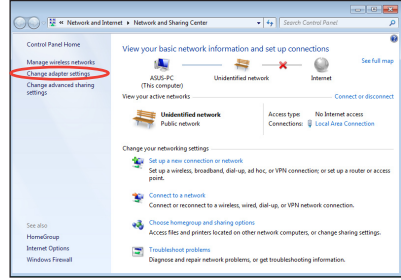 « Network and Internet ▸ Network and Sharing Center
Search Control Panel
Control Panel Home
Manage wireless networks
Change adapter settings
Change advanced sharing
settings
View your basic network information and set up connections
See full map
ASUS-PC
(This computer)
Unidentified network
Internet
View your active networks
Connect or disconnect
Unidentified network
Public network
Access type: No Internet access
Connections: Local Area Connection
Change your networking settings
Set up a new connection or network
Set up a wireless, broadband, dial-up, ad hoc, or VPN connection; or set up a router or access
point.
Connect to a network
Connect or reconnect to a wireless, wired, dial-up, or VPN network connection.
Choose homegroup and sharing options
Access files and printers located on other network computers, or change sharing settings.
Troubleshoot problems
Diagnose and repair network problems, or get troubleshooting information.
See also
HomeGroup
Internet Options
Windows Firewall